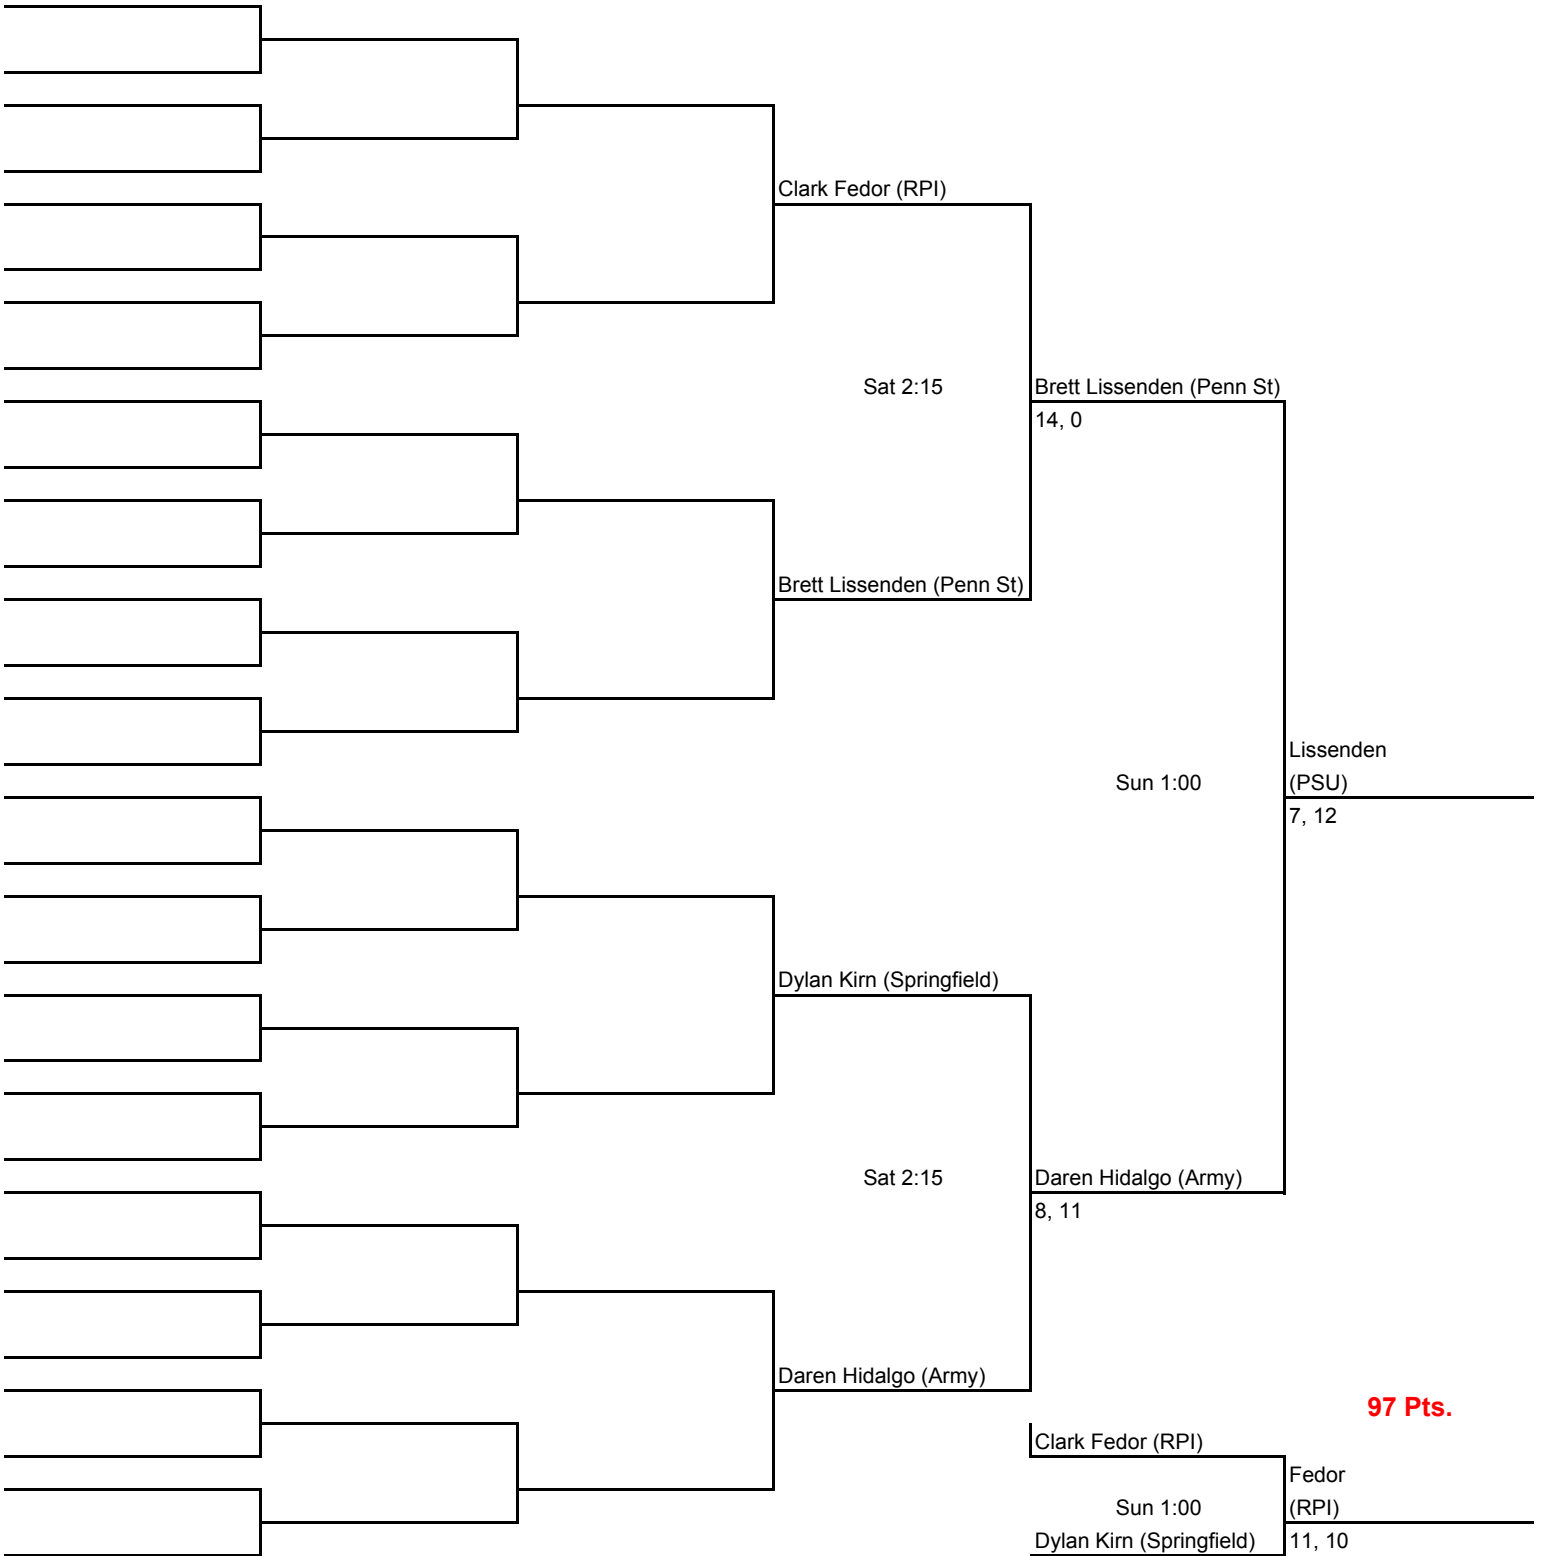 Clark Fedor (RPI)
Sat 2:15
Brett Lissenden (Penn St)
14, 0
Brett Lissenden (Penn St)
Lissenden
Sun 1:00
(PSU)
7, 12
Dylan Kirn (Springfield)
Sat 2:15
Daren Hidalgo (Army)
8, 11
Daren Hidalgo (Army)
97 Pts.
Clark Fedor (RPI)
Fedor
Sun 1:00
(RPI)
Dylan Kirn (Springfield)
11, 10